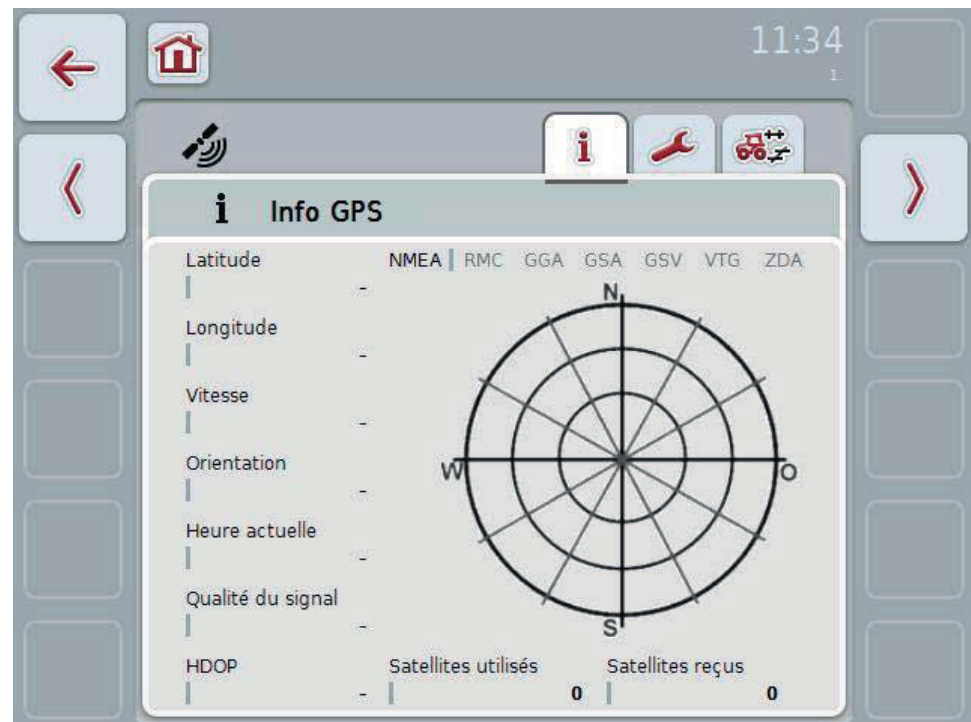 11:34
1.
i
i Info GPS
Latitude
-
NMEA | RMC GGA GSA GSV VTG ZDA
Longitude
-
Vitesse
-
Orientation
-
Heure actuelle
-
Qualité du signal
-
N
W
O
S
HDOP
-
Satellites utilisés
0
Satellites reçus
0